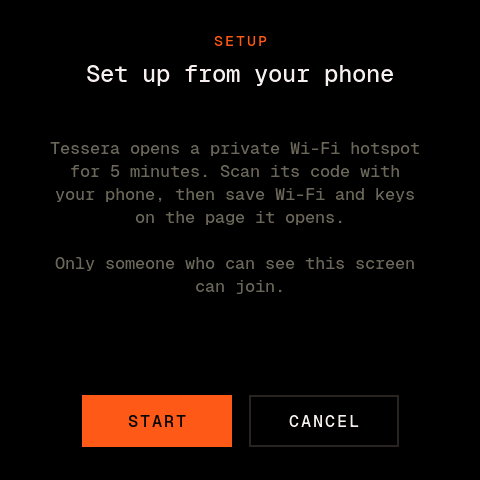 SETUP
Set up from your phone
Tessera opens a private Wi-Fi hotspot
for 5 minutes. Scan its code with
your phone, then save Wi-Fi and keys
on the page it opens.
Only someone who can see this screen
can join.
START
CANCEL